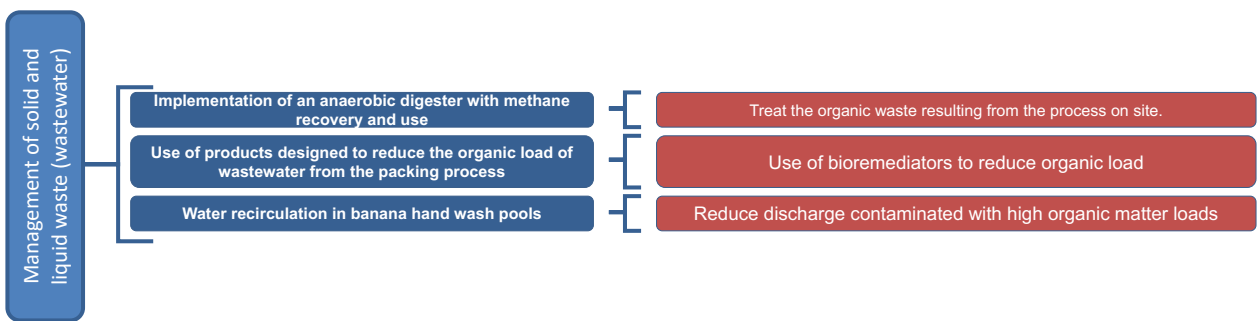 Management of solid and
liquid waste (wastewater)
Implementation of an anaerobic digester with methane
recovery and use
Treat the organic waste resulting from the process on site.
Use of products designed to reduce the organic load of
wastewater from the packing process
Use of bioremediators to reduce organic load
Water recirculation in banana hand wash pools
Reduce discharge contaminated with high organic matter loads